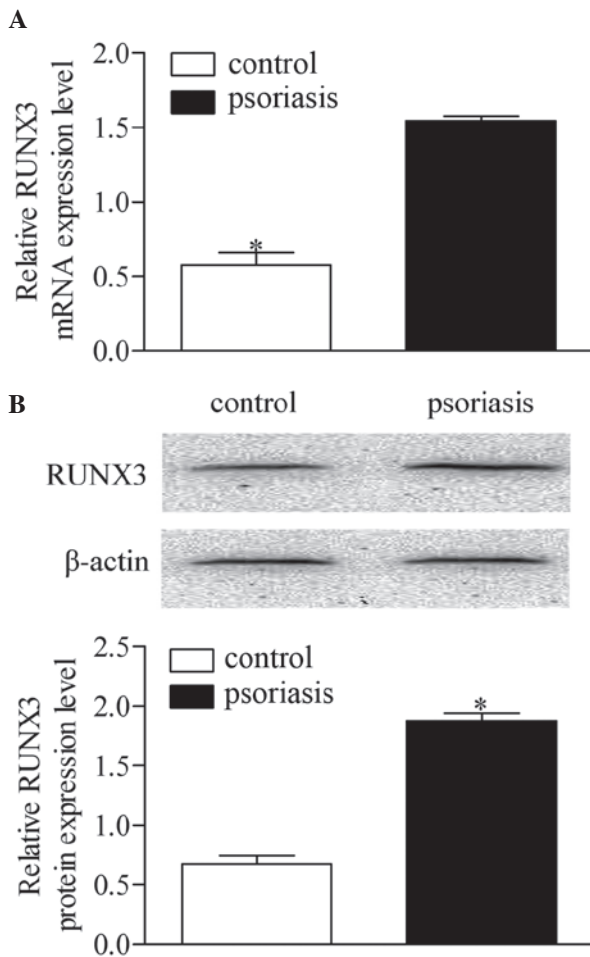 A
Relative RUNX3
mRNA expression level
2.0
1.5
1.0
0.5
0.0
control
psoriasis
*
B
control psoriasis
RUNX3
β-actin
Relative RUNX3
protein expression level
2.5
2.0
1.5
1.0
0.5
0.0
control
psoriasis
*